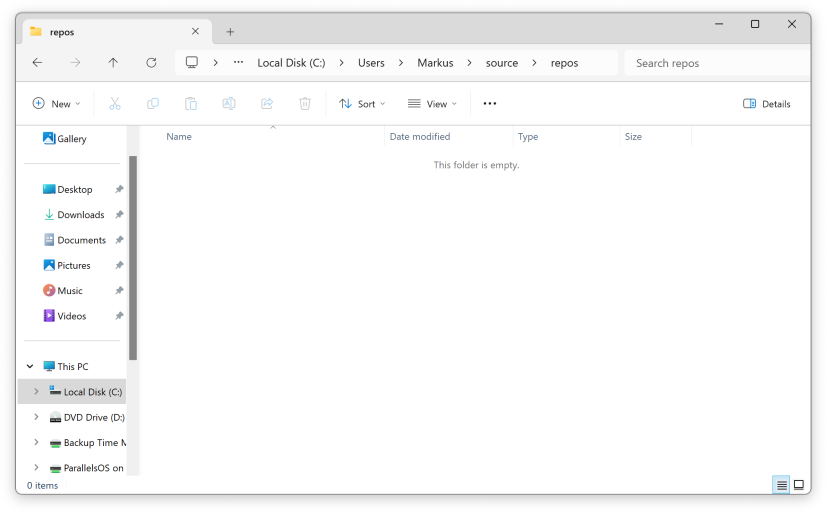 repos
Local Disk (C:) Users Markus source repos
Search repos
New Sort View Details
Gallery
Name Date modified Type Size
This folder is empty.
Desktop
Downloads
Documents
Pictures
Music
Videos
This PC
Local Disk (C:)
DVD Drive (D:)
Backup Time M
ParallelsOS on
0 items